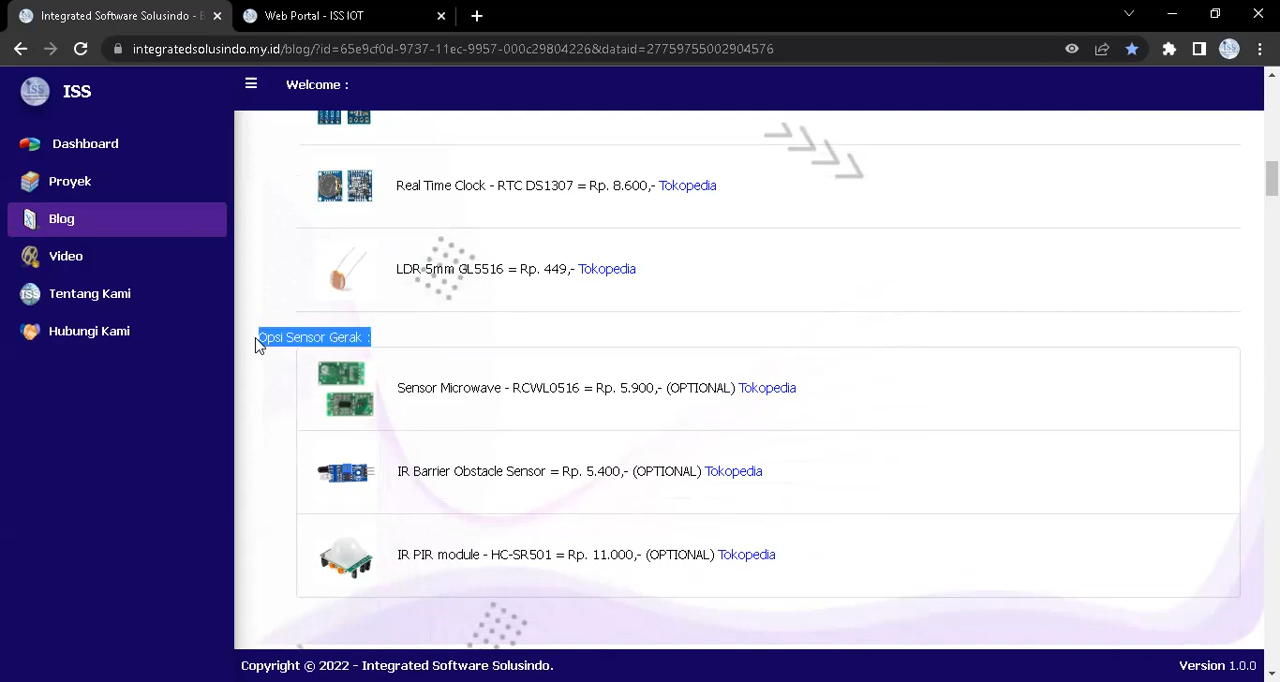 Integrated Software Solusindo - B
Web Portal - ISS IOT
integratedsolusindo.my.id/blog/?id=65e9cf0d-9737-11ec-9957-000c29804226&dataid=27759755002904576
ISS
Welcome :
Dashboard
Proyek
Blog
Video
Tentang Kami
Hubungi Kami
Real Time Clock - RTC DS1307 = Rp. 8.600,- Tokopedia
LDR 5mm GL5516 = Rp. 449,- Tokopedia
Opsi Sensor Gerak :
Sensor Microwave - RCWL0516 = Rp. 5.900,- (OPTIONAL) Tokopedia
IR Barrier Obstacle Sensor = Rp. 5.400,- (OPTIONAL) Tokopedia
IR PIR module - HC-SR501 = Rp. 11.000,- (OPTIONAL) Tokopedia
Copyright © 2022 - Integrated Software Solusindo.
Version 1.0.0